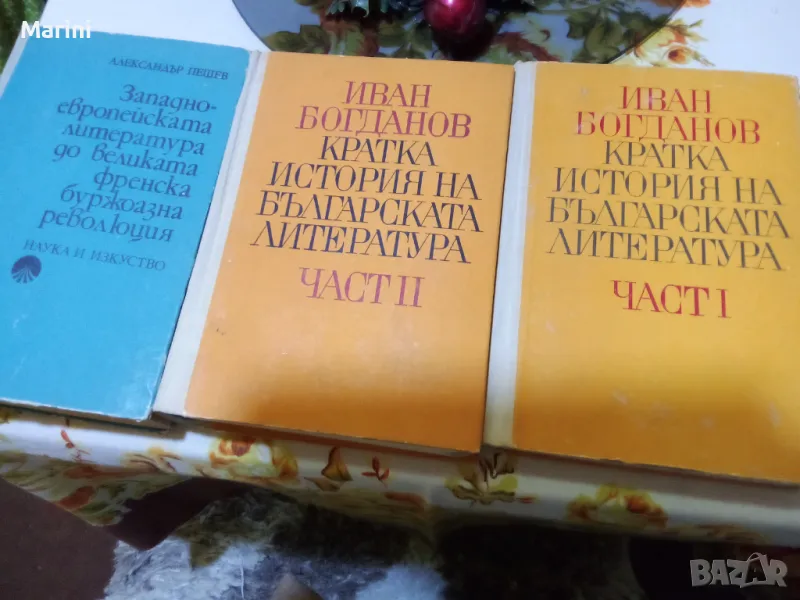 Marini
АЛЕКСАНДЪР ПЕШЕВ
Западно-
европейската
литература
до великата
френска
буржоазна
революция
НАУКА И ИЗКУСТВО
ИВАН
БОГДАНОВ
КРАТКА
ИСТОРИЯ НА
БЪЛГАРСКАТА
ЛИТЕРАТУРА
ЧАСТ II
ИВАН
БОГДАНОВ
КРАТКА
ИСТОРИЯ НА
БЪЛГАРСКАТА
ЛИТЕРАТУРА
ЧАСТ I
BAZAR